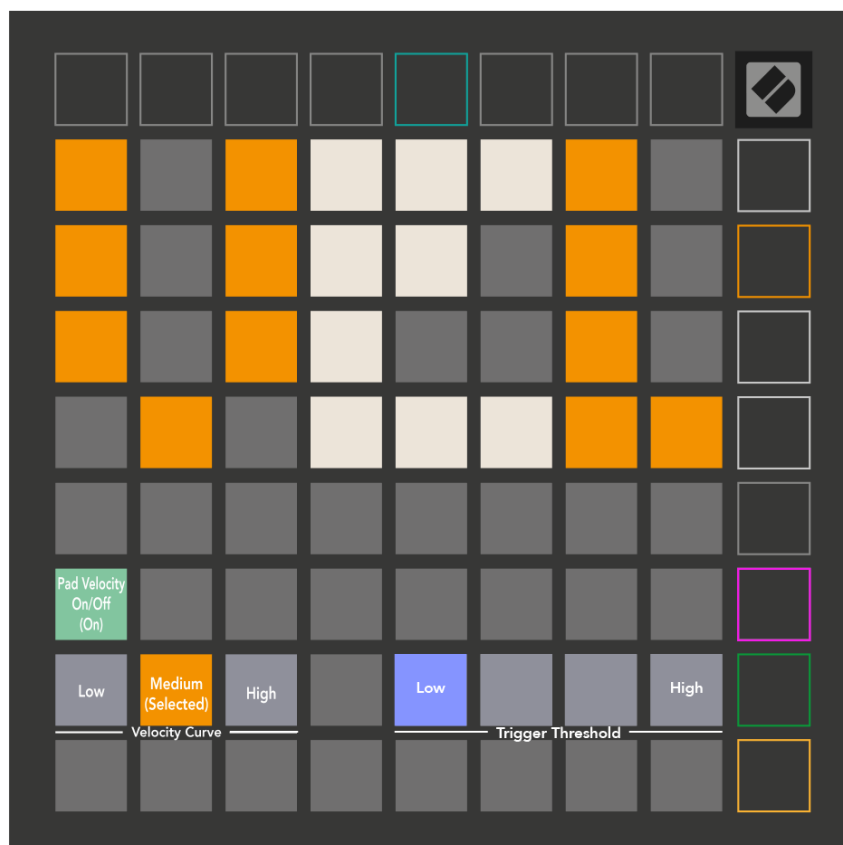 Pad Velocity
On/Off
(On)
Low
Medium
(Selected)
High
Low
High
Velocity Curve
Trigger Threshold